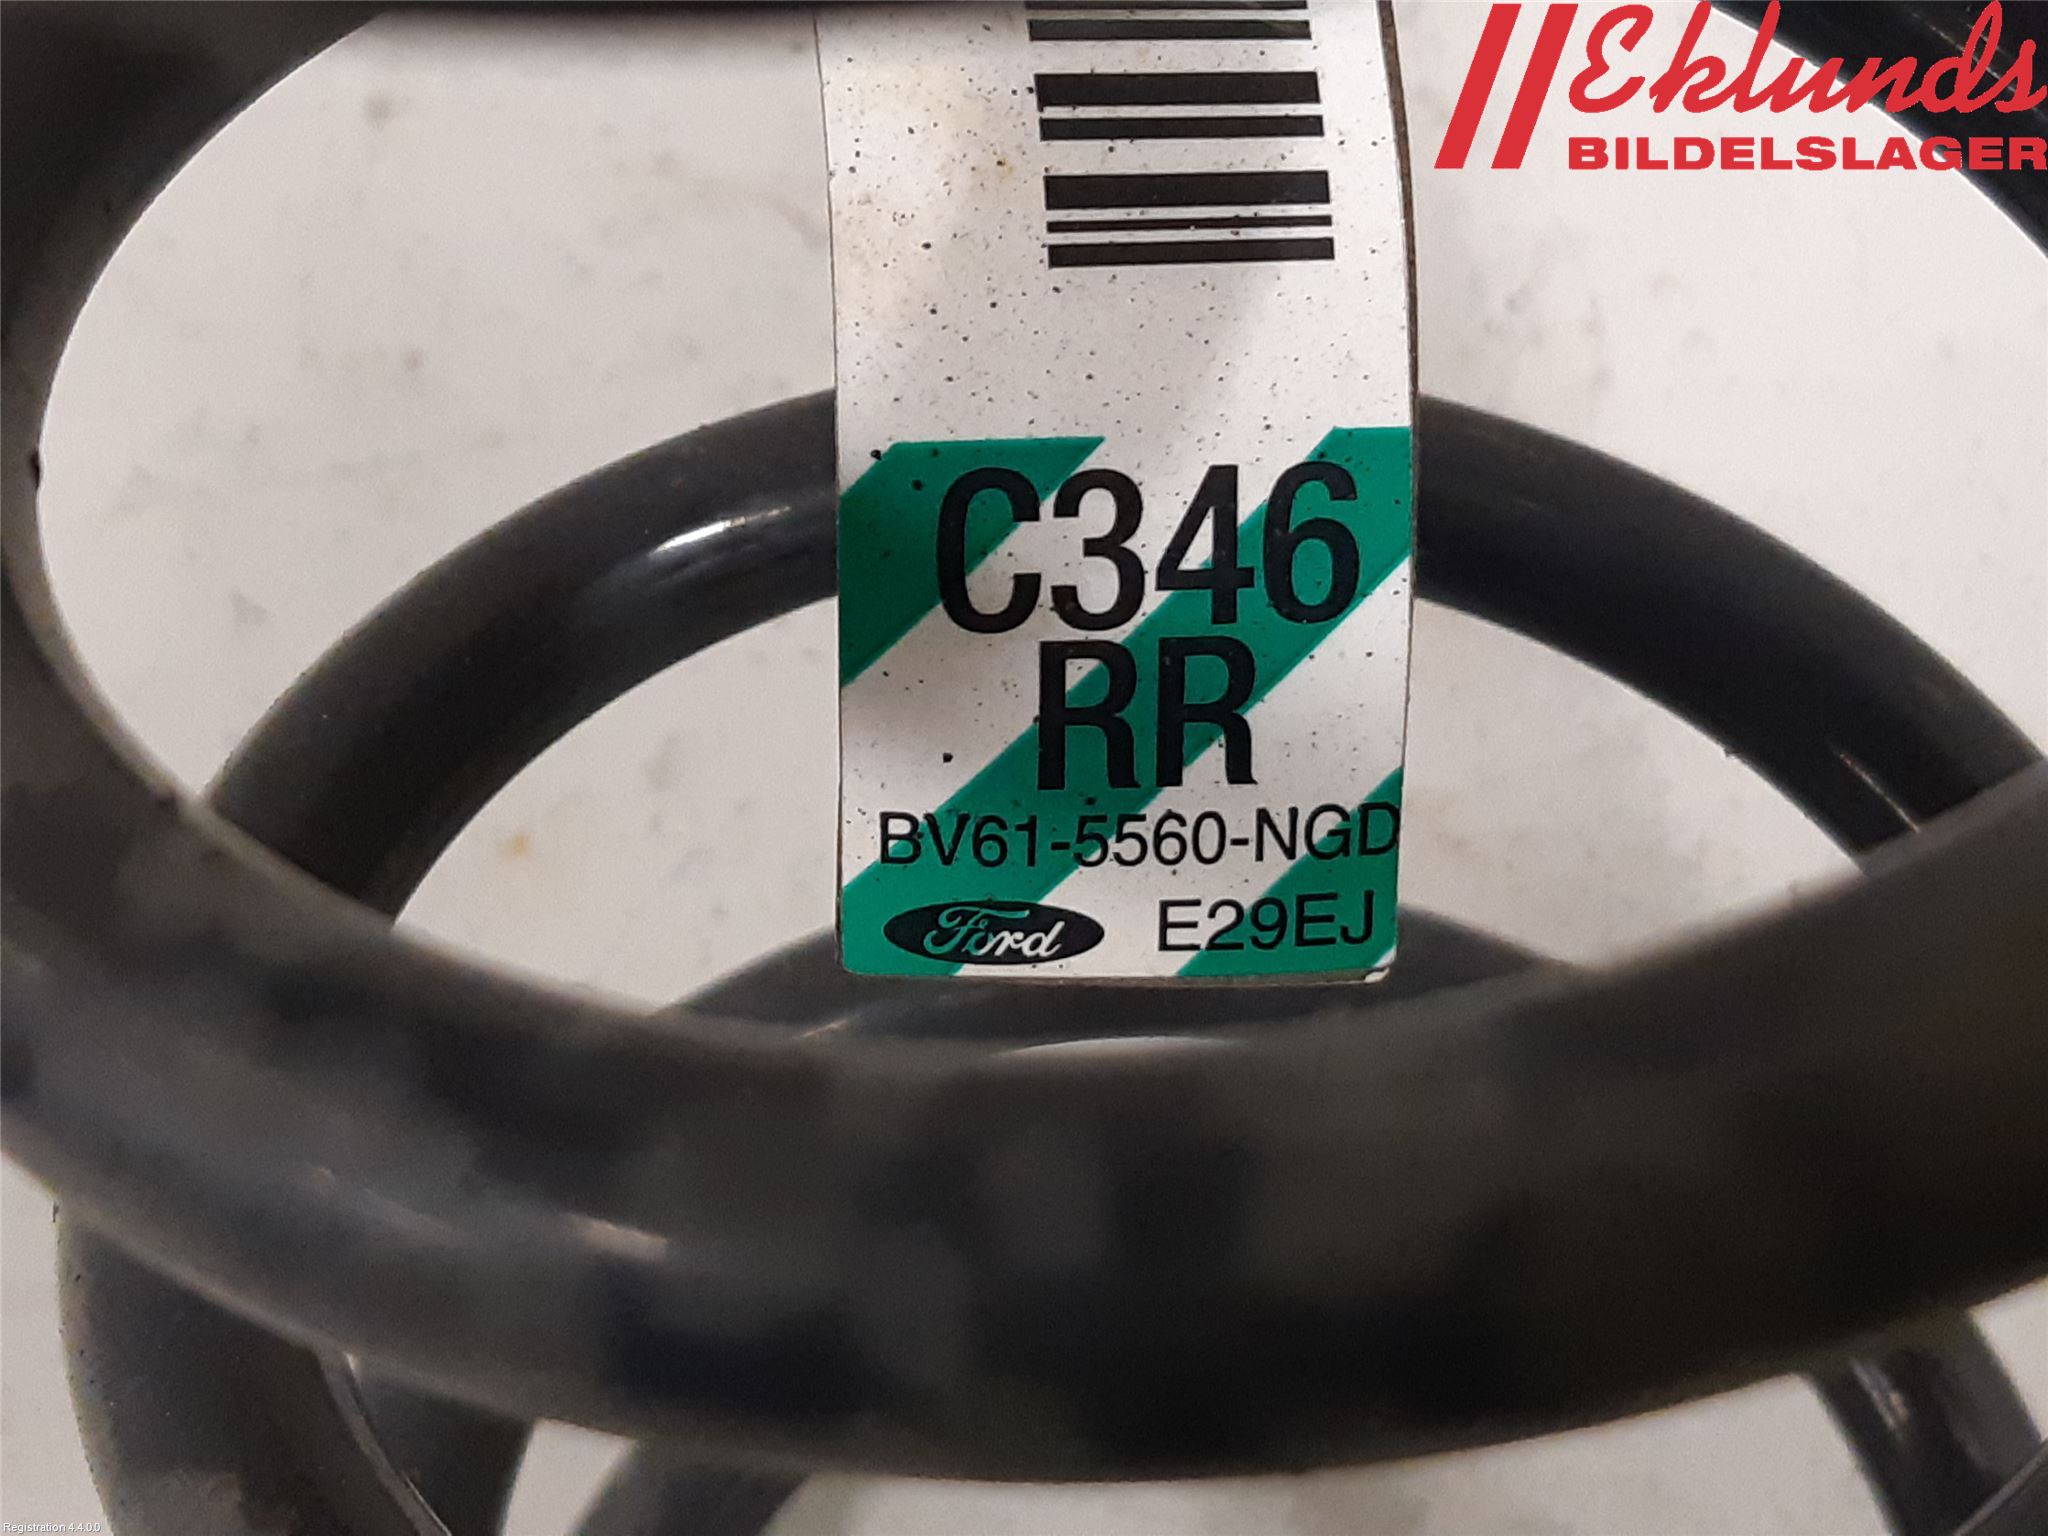 Eklunds
BILDELSLAGER
C346
RR
BV61-5560-NGD
Ford E29EJ
Registration 4.4.0.0